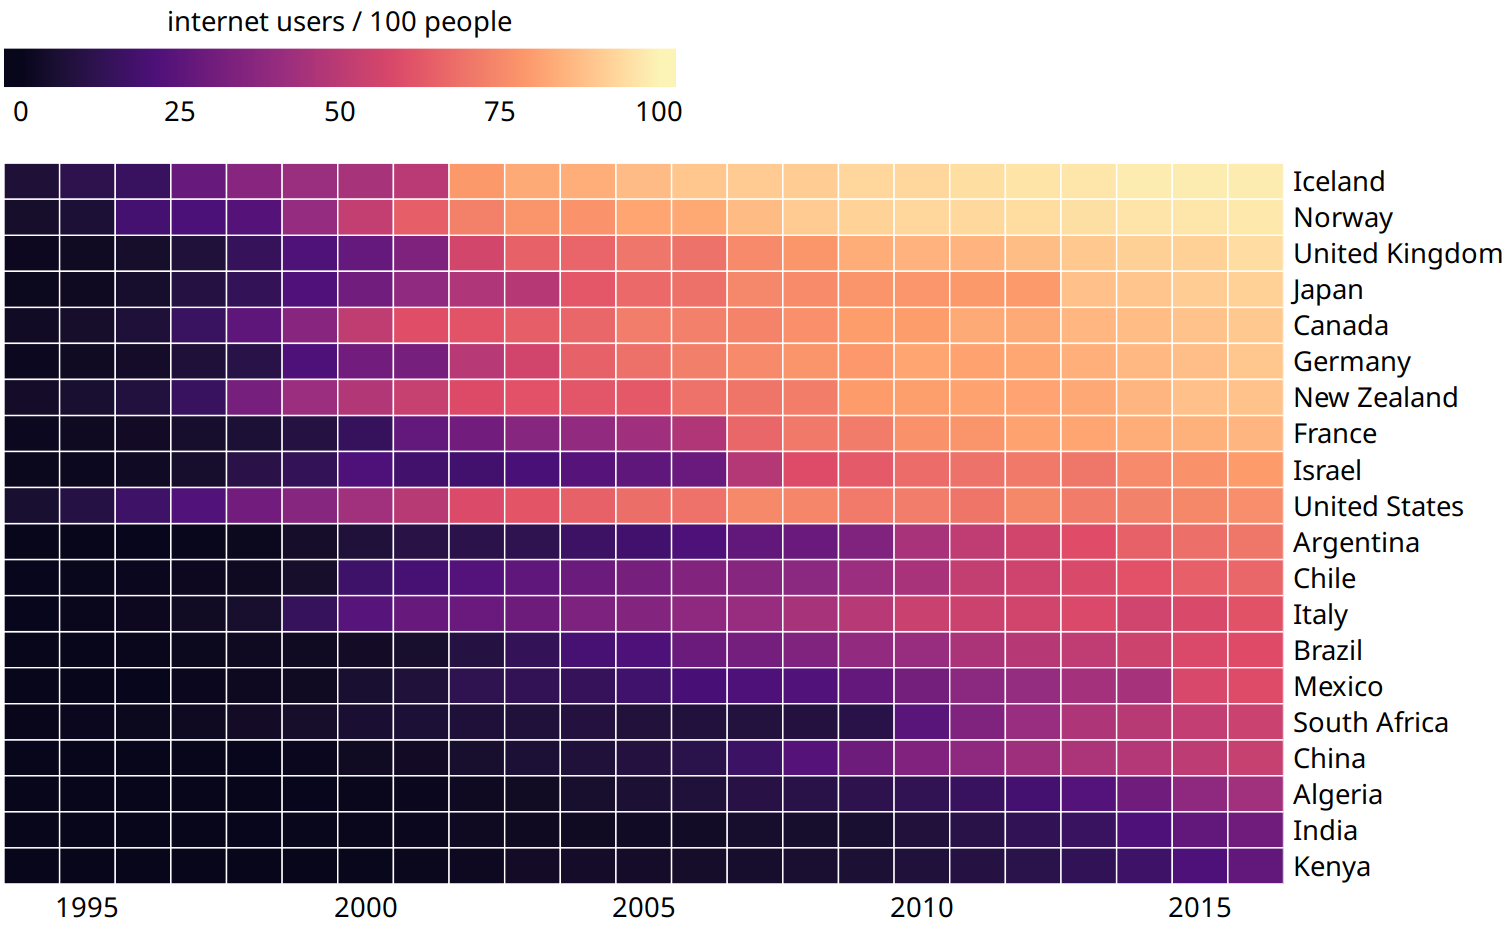 internet users / 100 people
0 25 50 75 100
Iceland
Norway
United Kingdom
Japan
Canada
Germany
New Zealand
France
Israel
United States
Argentina
Chile
Italy
Brazil
Mexico
South Africa
China
Algeria
India
Kenya
1995 2000 2005 2010 2015